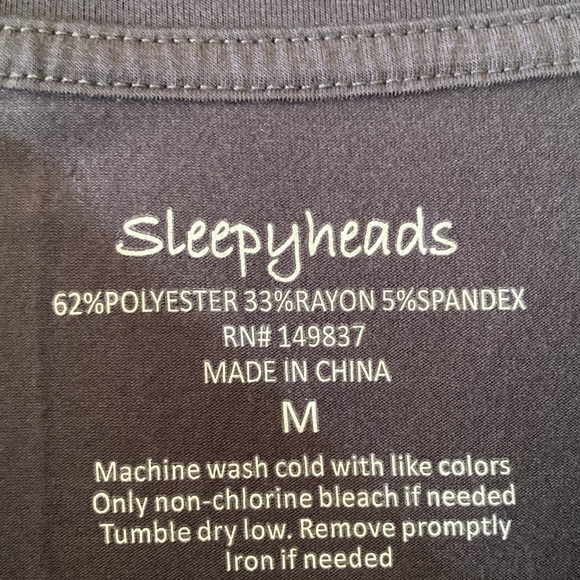 Sleepyheads
62%POLYESTER 33%RAYON 5%SPANDEX
RN# 149837
MADE IN CHINA
M
Machine wash cold with like colors
Only non-chlorine bleach if needed
Tumble dry low. Remove promptly
Iron if needed